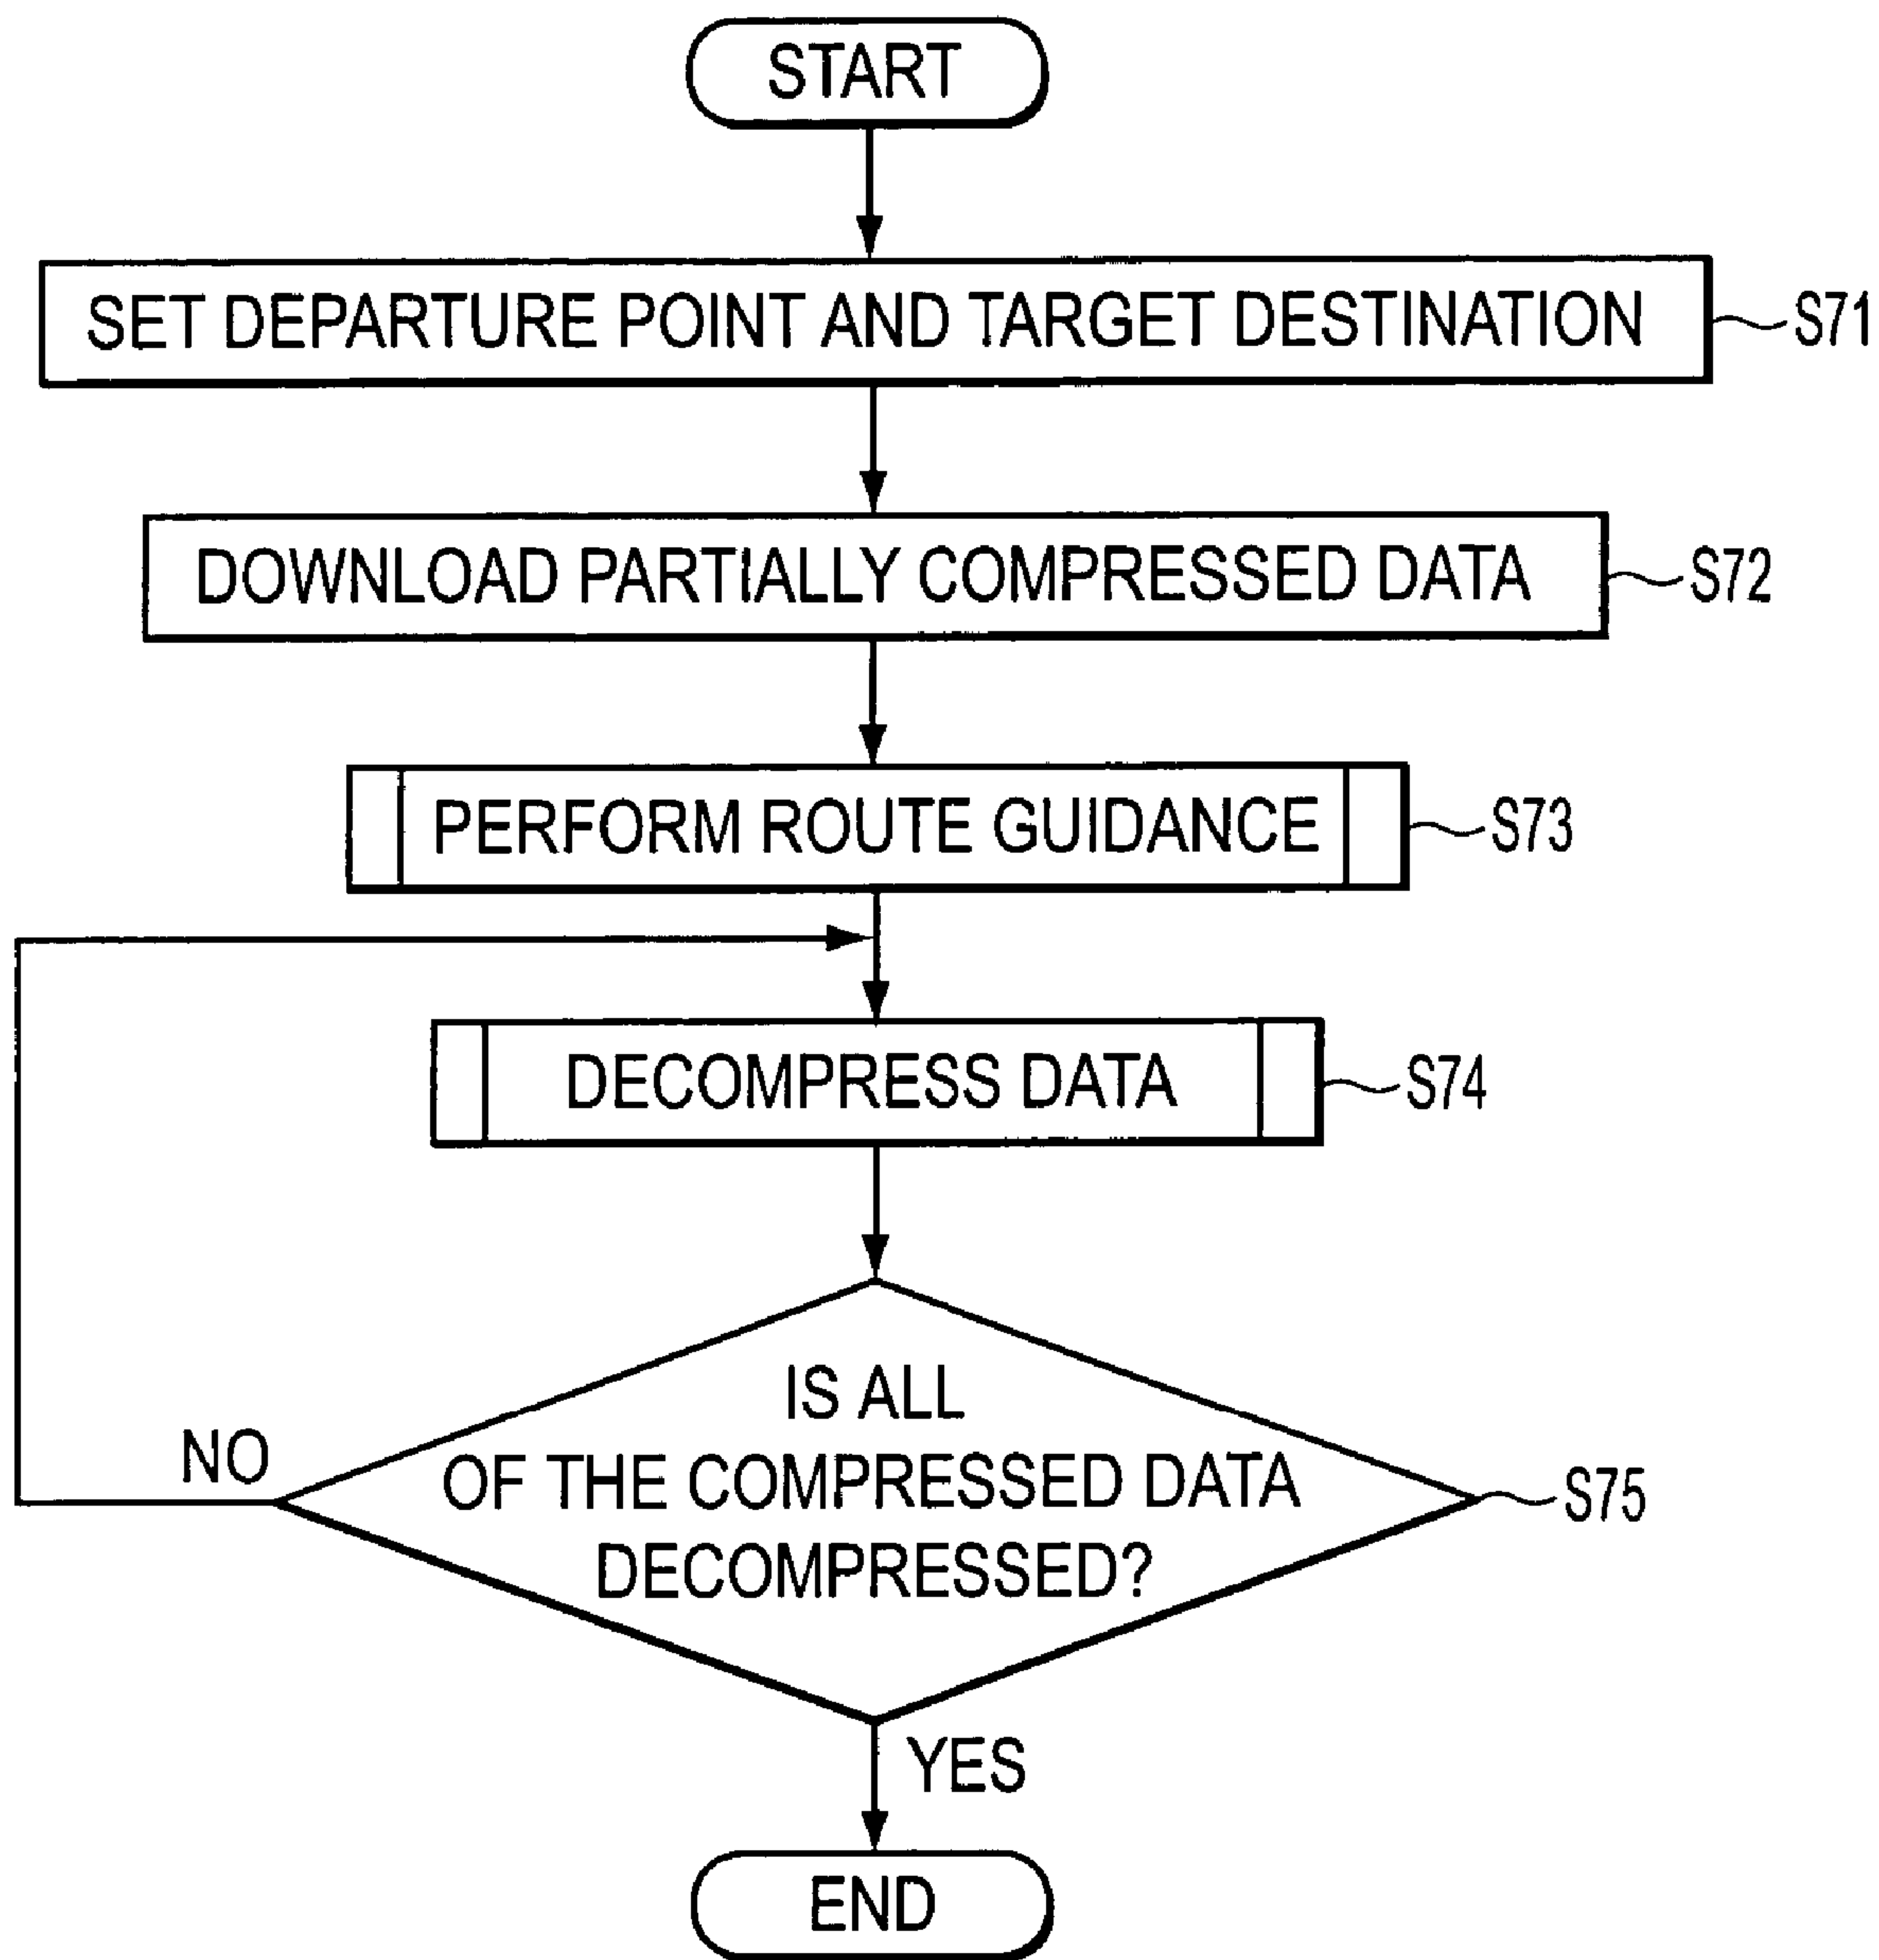 START
SET DEPARTURE POINT AND TARGET DESTINATION
S71
DOWNLOAD PARTIALLY COMPRESSED DATA
S72
PERFORM ROUTE GUIDANCE
S73
DECOMPRESS DATA
S74
IS ALL
OF THE COMPRESSED DATA
DECOMPRESSED?
S75
NO
YES
END